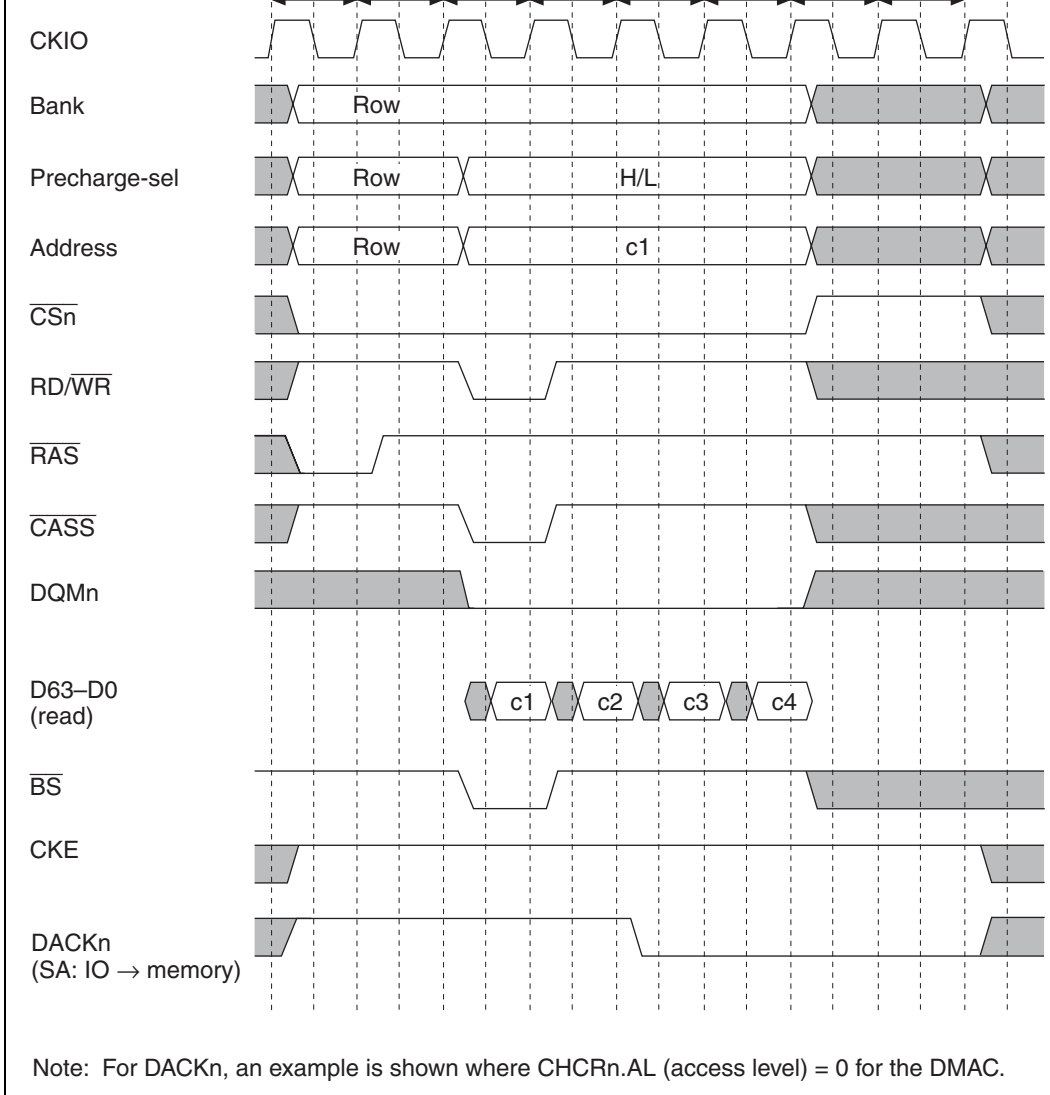 CKIO
Bank
Row
Precharge-sel
Row
H/L
Address
Row
c1
CSn
RD/WR
RAS
CASS
DQMn
D63–D0
(read)
c1
c2
c3
c4
BS
CKE
DACKn
(SA: IO → memory)
Note: For DACKn, an example is shown where CHCRn.AL (access level) = 0 for the DMAC.